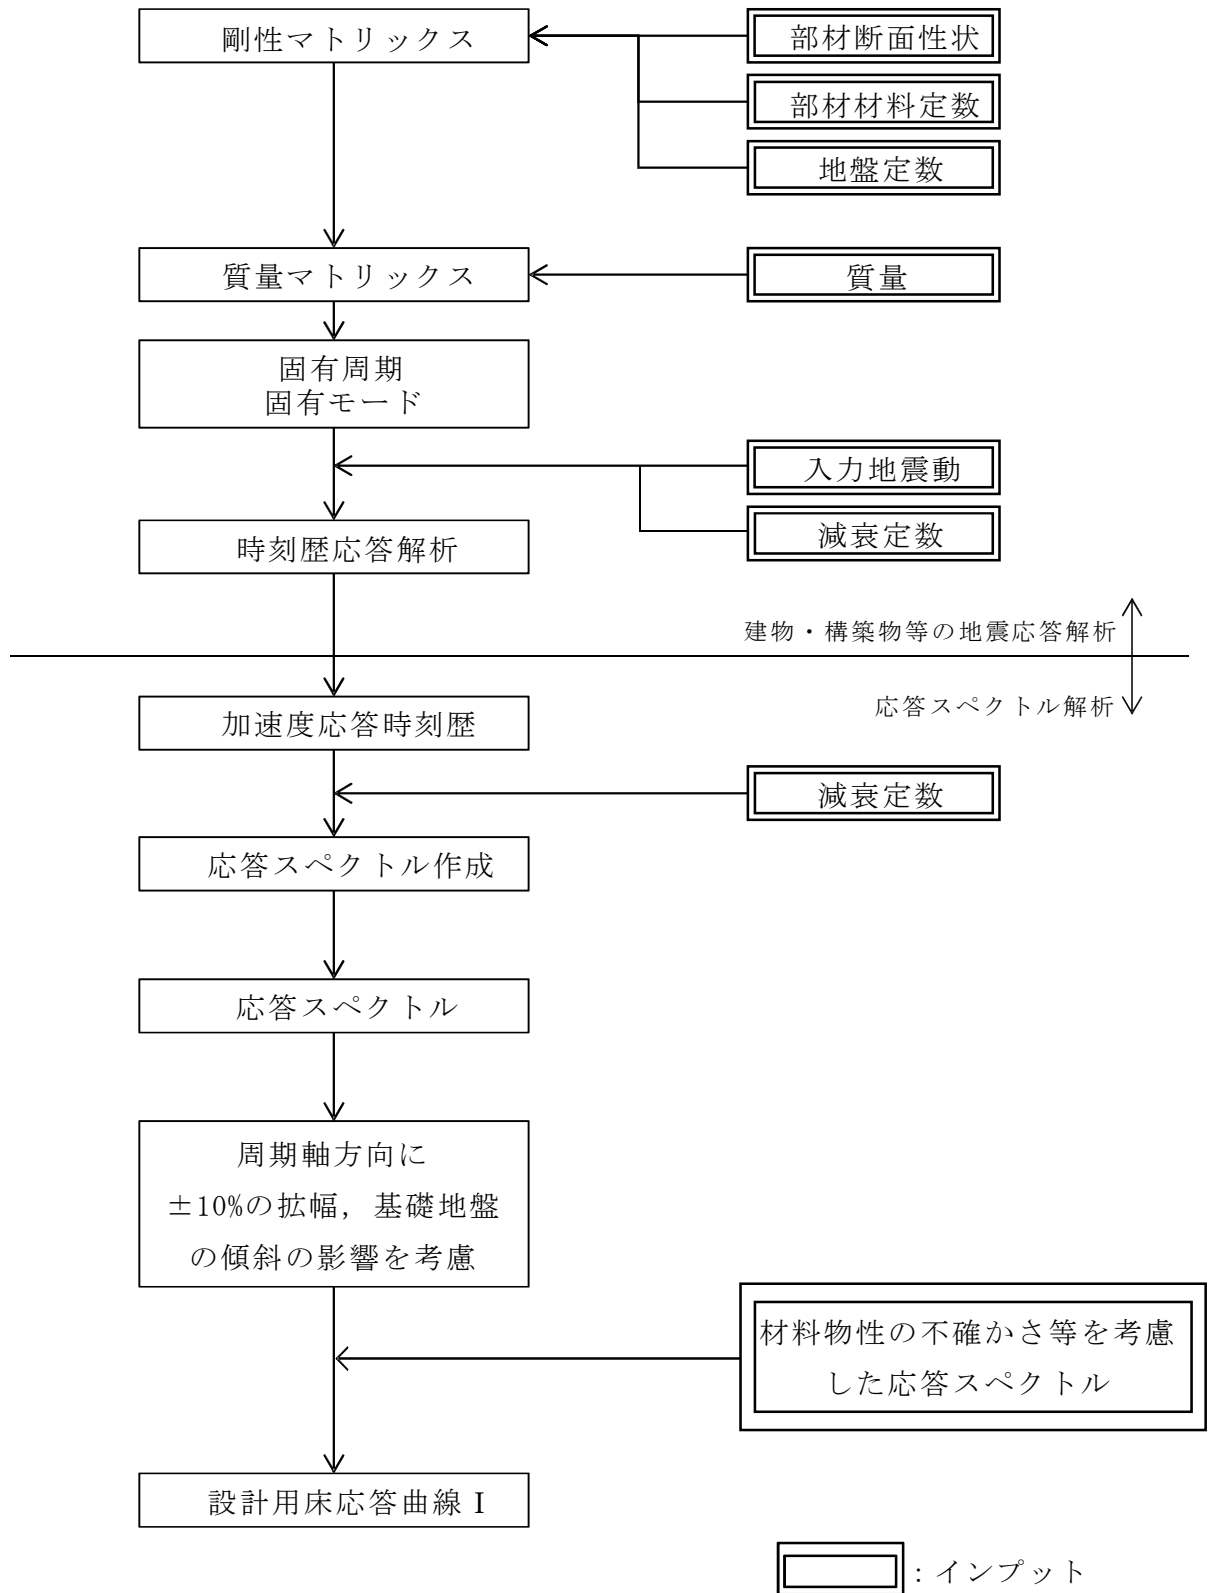 剛性マトリックス
部材断面性状
部材材料定数
地盤定数
質量マトリックス
質量
固有周期
固有モード
入力地震動
減衰定数
時刻歴応答解析
建物・構築物等の地震応答解析
応答スペクトル解析
加速度応答時刻歴
減衰定数
応答スペクトル作成
応答スペクトル
周期軸方向に
±10%の拡幅，基礎地盤
の傾斜の影響を考慮
材料物性の不確かさ等を考慮
した応答スペクトル
設計用床応答曲線Ⅰ
：インプット